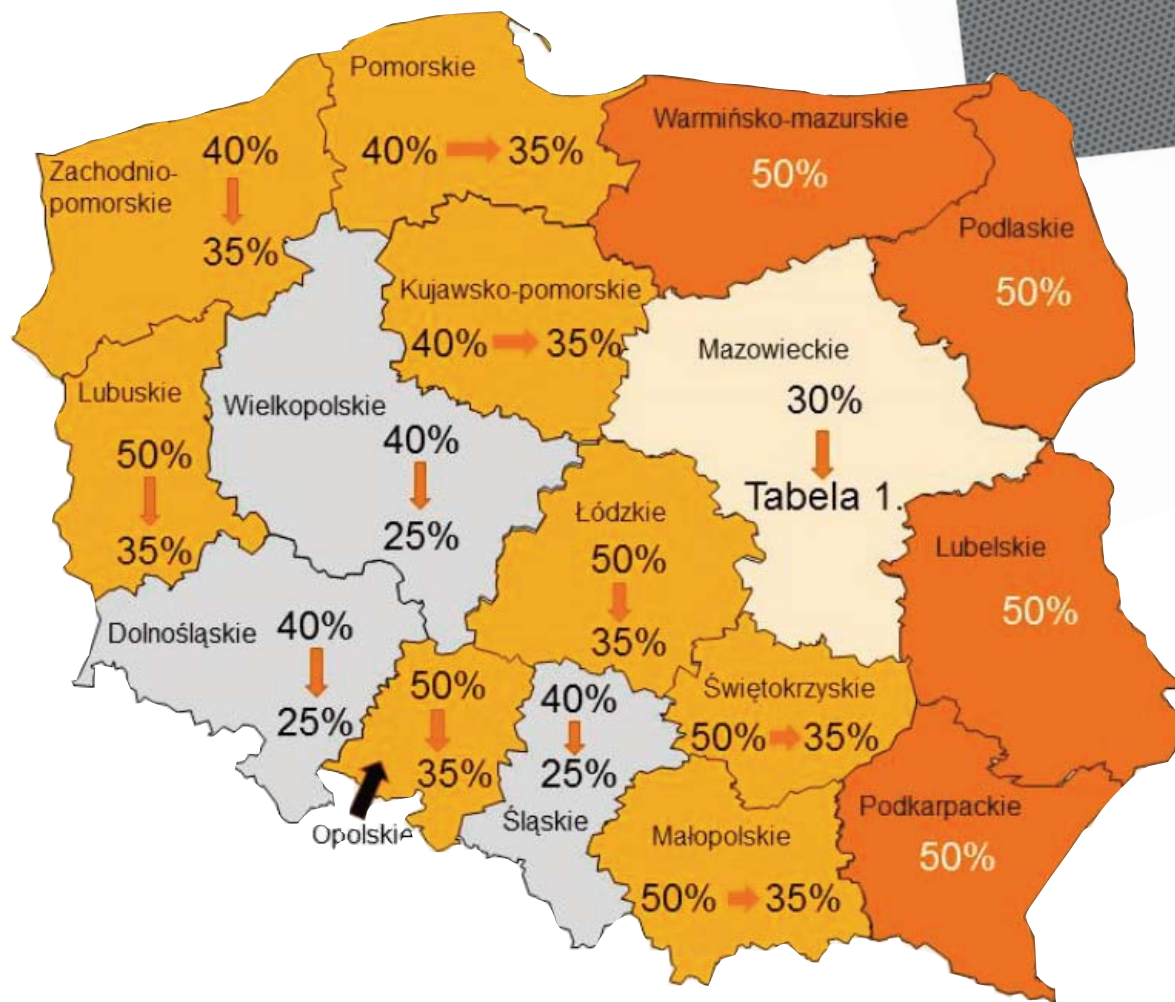 Pomorskie
40% 35%
Warmińsko-mazurskie
50%
Zachodnio-
pomorskie
40%
35%
Podlaskie
50%
Kujawsko-pomorskie
40% 35%
Mazowieckie
30%
Tabela 1.
Lubuskie
50%
35%
Wielkopolskie
40%
25%
Łódzkie
50%
35%
Lubelskie
50%
Dolnośląskie
40%
25%
50%
35%
Opolskie
40%
25%
Śląskie
Świętokrzyskie
50% 35%
Małopolskie
50% 35%
Podkarpackie
50%